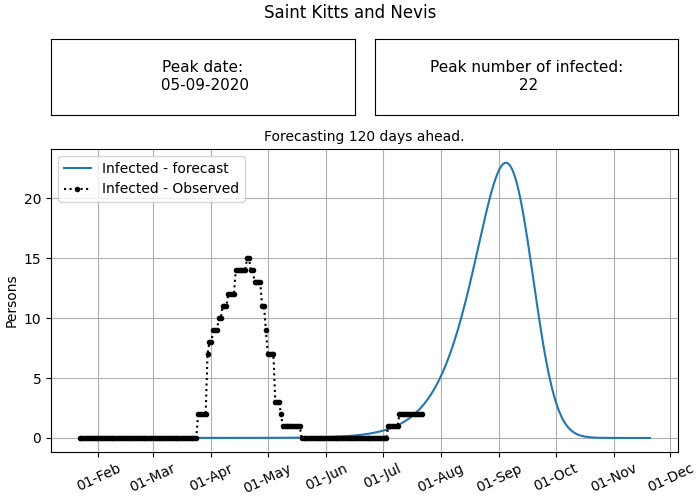 Saint Kitts and Nevis
Peak date:
05-09-2020
Peak number of infected:
22
Forecasting 120 days ahead.
Infected - forecast
Infected - Observed
Persons
20
15
10
5
0
01-Feb
01-Mar
01-Apr
01-May
01-Jun
01-Jul
01-Aug
01-Sep
01-Oct
01-Nov
01-Dec